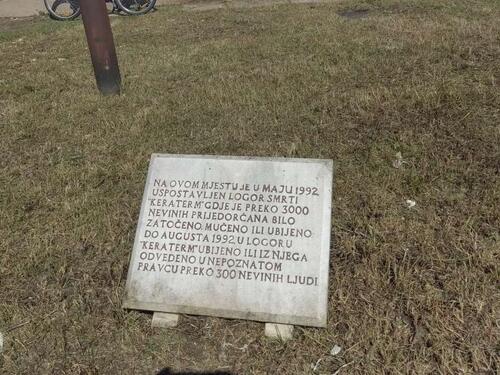 NA OVOM MJESTU JE U MAJU 1992
USPOSTAVLJEN LOGOR SMRTI
"KERATERM" GDJE JE PREKO 3000
NEVINIH PRIJEDORČANA BILO
ZATOČENO, MUČENO ILI UBIJENO
DO AUGUSTA 1992, U LOGORU
"KERATERM" UBIJENO ILI IZ NJEGA
ODVEDENO U NEPOZNATOM
PRAVCU PREKO 300 NEVINIH LJUDI.